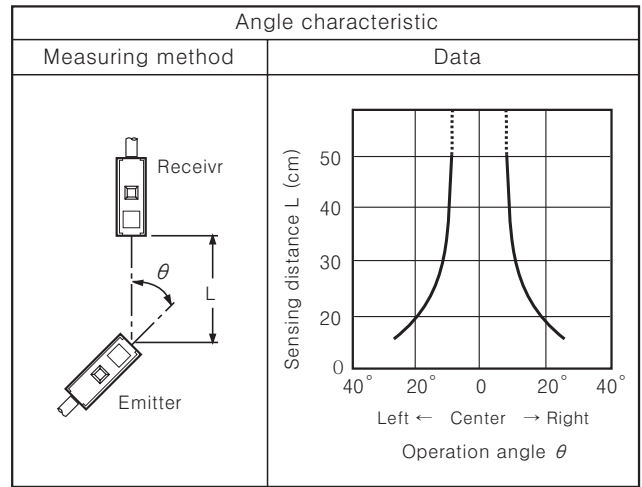 Angle characteristic
Measuring method
Data
Receivr
θ
L
Emitter
Sensing distance L (cm)
50
40
30
20
0
40° 20° 0 20° 40°
Left ← Center → Right
Operation angle θ